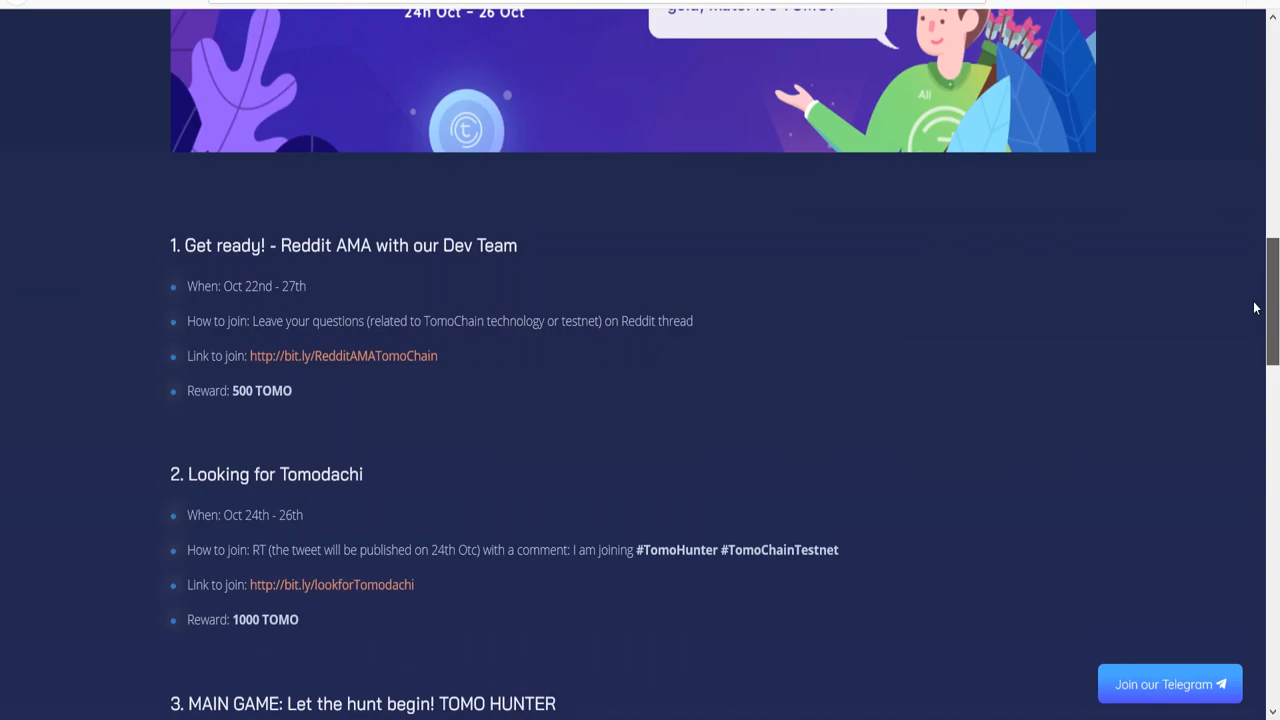 24h Oct - 26 Oct
Ali
1. Get ready! - Reddit AMA with our Dev Team
When: Oct 22nd - 27th
How to join: Leave your questions (related to TomoChain technology or testnet) on Reddit thread
Link to join: http://bit.ly/RedditAMATomoChain
Reward: 500 TOMO
2. Looking for Tomodachi
When: Oct 24th - 26th
How to join: RT (the tweet will be published on 24th Otc) with a comment: I am joining #TomoHunter #TomoChainTestnet
Link to join: http://bit.ly/lookforTomodachi
Reward: 1000 TOMO
3. MAIN GAME: Let the hunt begin! TOMO HUNTER
Join our Telegram